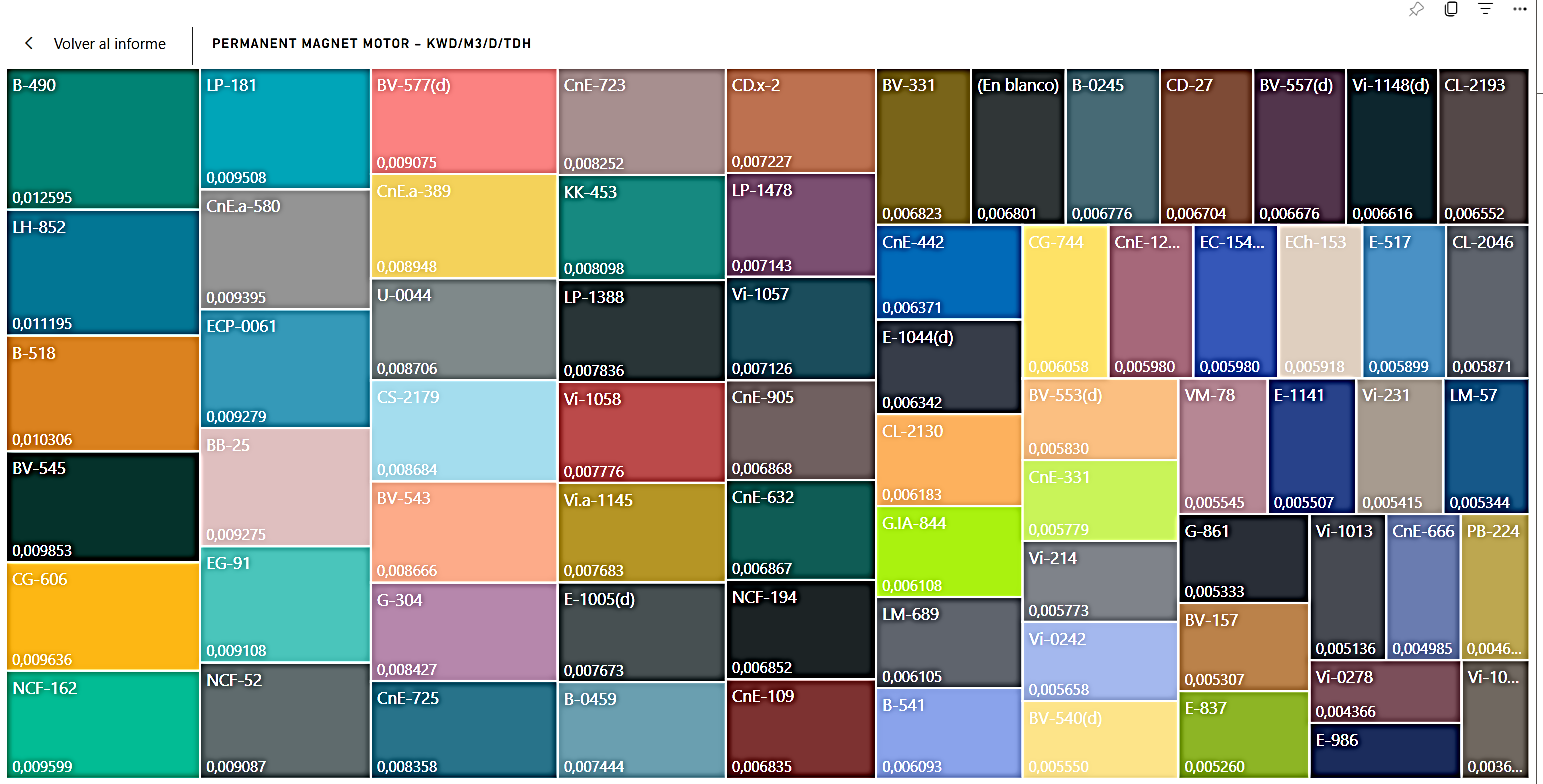 Volver al informe
PERMANENT MAGNET MOTOR – KWD/M3/D/TDH
B-490
0,012595
LH-852
0,011195
B-518
0,010306
BV-545
0,009853
CG-606
0,009636
NCF-162
0,009599
LP-181
0,009508
CnE.a-580
0,009395
ECP-0061
0,009279
BB-25
0,009275
EG-91
0,009108
NCF-52
0,009087
BV-577(d)
0,009075
CnE.a-389
0,008948
U-0044
0,008706
CS-2179
0,008684
BV-543
0,008666
G-304
0,008427
CnE-725
0,008358
CnE-723
0,008252
KK-453
0,008098
LP-1388
0,007836
Vi-1058
0,007776
Vi.a-1145
0,007683
E-1005(d)
0,007673
B-0459
0,007444
CD.x-2
0,007227
LP-1478
0,007143
Vi-1057
0,007126
CnE-905
0,006868
CnE-632
0,006867
NCF-194
0,006852
CnE-109
0,006835
BV-331
0,006823
(En blanco)
0,006801
B-0245
0,006776
CD-27
0,006704
BV-557(d)
0,006676
Vi-1148(d)
0,006616
CL-2193
0,006552
CnE-442
0,006371
E-1044(d)
0,006342
CL-2130
0,006183
G.IA-844
0,006108
LM-689
0,006105
B-541
0,006093
CG-744
0,006058
CnE-12...
0,005980
EC-154...
0,005980
ECh-153
0,005918
E-517
0,005899
CL-2046
0,005871
BV-553(d)
0,005830
CnE-331
0,005779
Vi-214
0,005773
Vi-0242
0,005658
BV-540(d)
0,005550
VM-78
0,005545
E-1141
0,005507
Vi-231
0,005415
LM-57
0,005344
G-861
0,005333
BV-157
0,005307
E-837
0,005260
Vi-1013
0,005136
CnE-666
0,004985
PB-224
0,0046...
Vi-0278
0,004366
E-986
Vi-10...
0,0036...